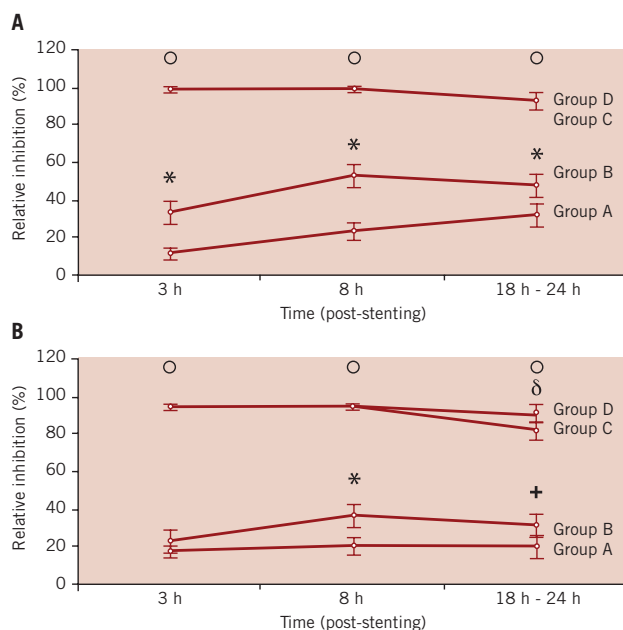 A
Relative inhibition (%)
120
100
80
60
40
20
0
*
*
*
Group D
Group C
Group B
Group A
3 h
8 h
18 h - 24 h
Time (post-stenting)
B
Relative inhibition (%)
120
100
80
60
40
20
0
δ
*
+
Group D
Group C
Group B
Group A
3 h
8 h
18 h - 24 h
Time (post-stenting)